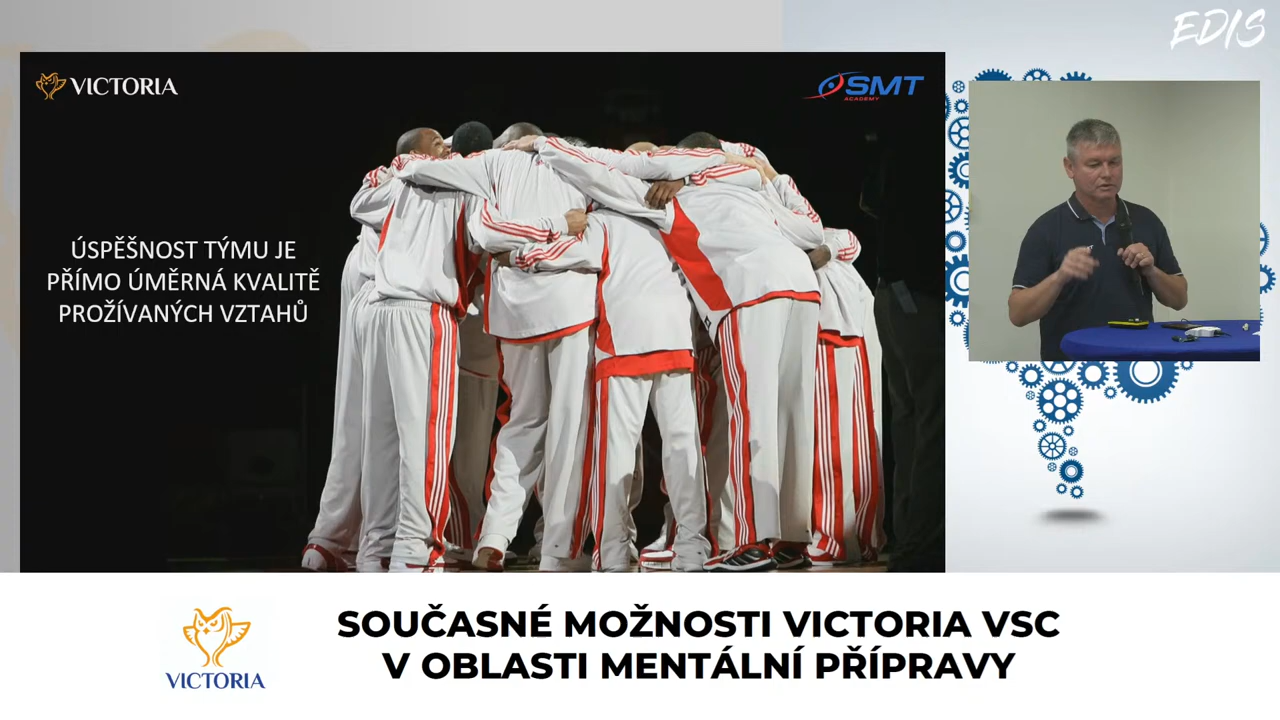 EDIS
VICTORIA
SMT
ACADEMY
ÚSPĚŠNOST TÝMU JE
PŘÍMO ÚMĚRNÁ KVALITĚ
PROŽÍVANÝCH VZTAHŮ
VICTORIA
SOUČASNÉ MOŽNOSTI VICTORIA VSC
V OBLASTI MENTÁLNÍ PŘÍPRAVY